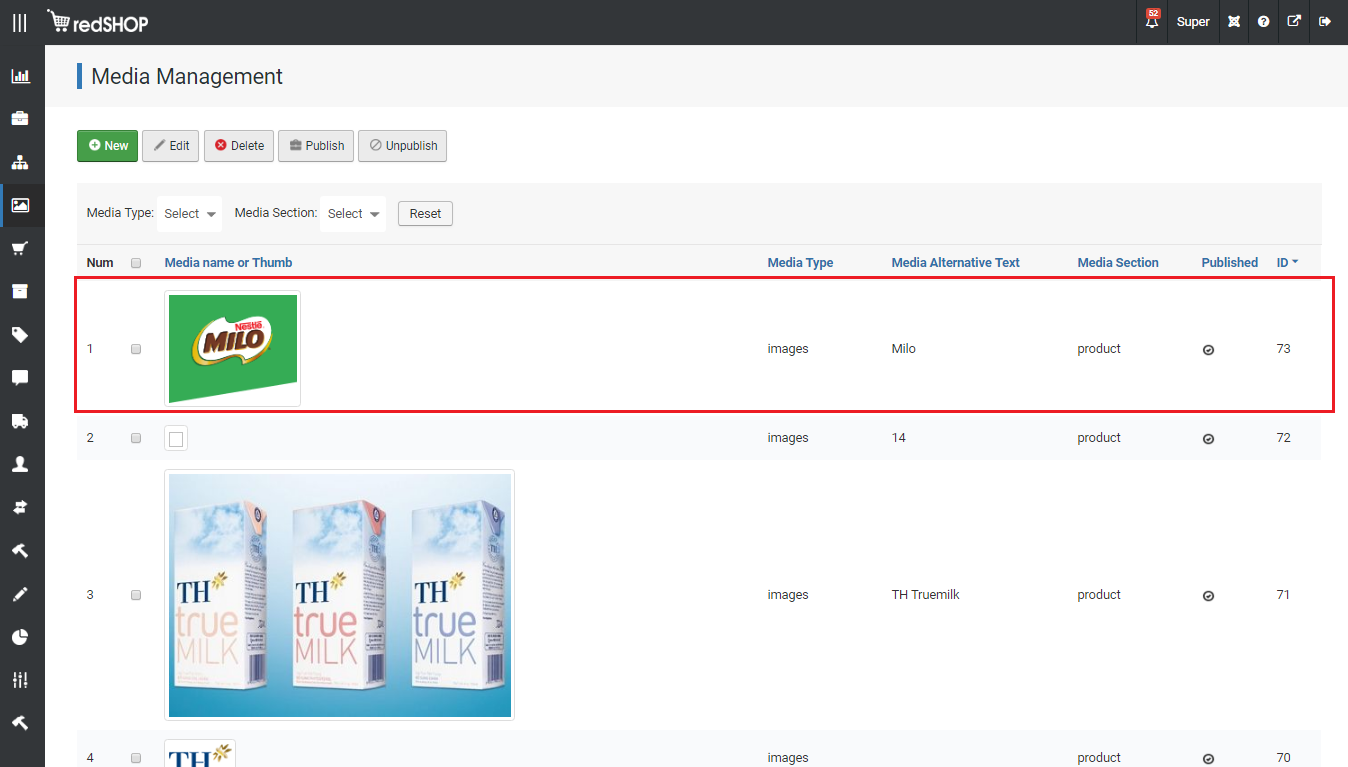 redSHOP
52
Super
Media Management
New Edit Delete Publish Unpublish
Media Type: Select Media Section: Select Reset
Num Media name or Thumb Media Type Media Alternative Text Media Section Published ID
Nestlé
MILO
1 images Milo product 73
2 images 14 product 72
TH TH TH
true true true
MILK MILK MILK
3 images TH Truemilk product 71
TH
4 images product 70